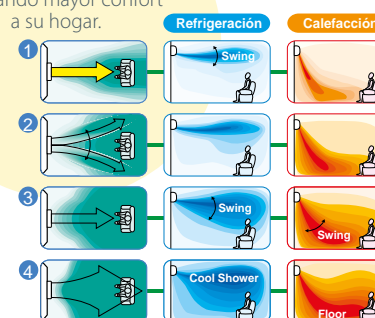 ando mayor confort
a su hogar.
Refrigeración
Calefacción
1
Swing
2
3
Swing
Swing
4
Cool Shower
Floor